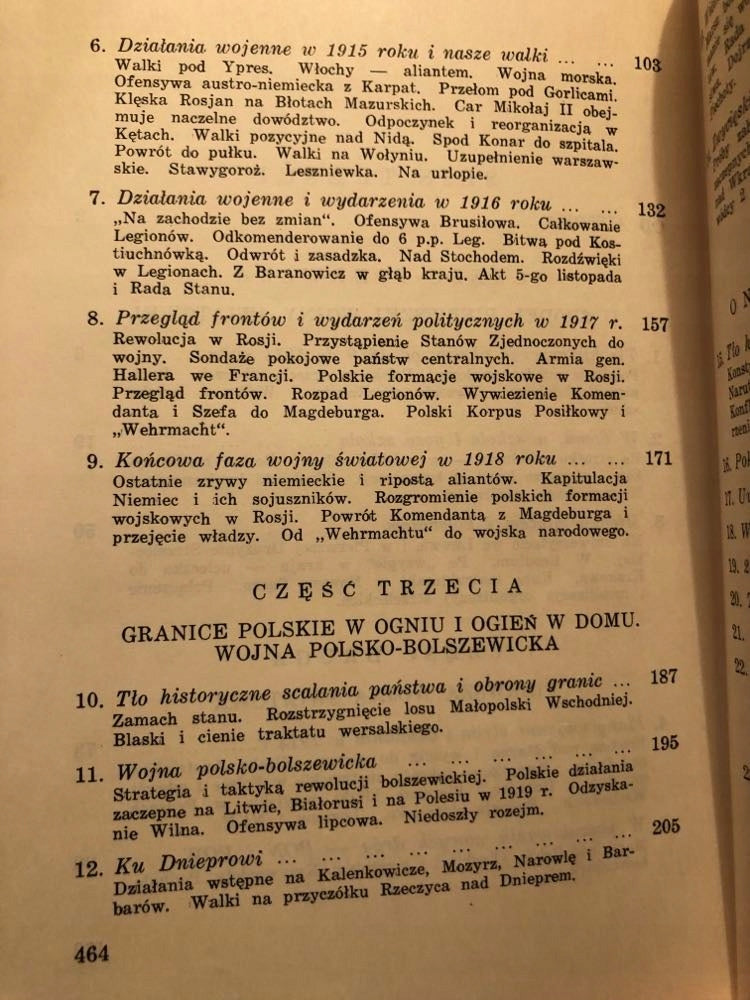 6. Działania wojenne w 1915 roku i nasze walki ... ... 103
Walki pod Ypres. Włochy — aliantem. Wojna morska.
Ofensywa austro-niemiecka z Karpat. Przełom pod Gorlicami.
Klęska Rosjan na Błotach Mazurskich. Car Mikołaj II obej-
muje naczelne dowództwo. Odpoczynek i reorganizacja w
Kętach. Walki pozycyjne nad Nidą. Spod Konar do szpitala.
Powrót do pułku. Walki na Wołyniu. Uzupełnienie warszaw-
skie. Stawygoroż. Leszniewka. Na urlopie.
7. Działania wojenne i wydarzenia w 1916 roku ... ... 132
„Na zachodzie bez zmian“. Ofensywa Brusiłowa. Całkowanie
Legionów. Odkomenderowanie do 6 p.p. Leg. Bitwa pod Kos-
tiuchnówką. Odwrót i zasadzka. Nad Stochodem. Rozdźwięki
w Legionach. Z Baranowicz w głąb kraju. Akt 5-go listopada
i Rada Stanu.
8. Przegląd frontów i wydarzeń politycznych w 1917 r. 157
Rewolucja w Rosji. Przystąpienie Stanów Zjednoczonych do
wojny. Sondaże pokojowe państw centralnych. Armia gen.
Hallera we Francji. Polskie formacje wojskowe w Rosji.
Przegląd frontów. Rozpad Legionów. Wywiezienie Komen-
danta i Szefa do Magdeburga. Polski Korpus Posiłkowy i
„Wehrmacht“.
9. Końcowa faza wojny światowej w 1918 roku ... ... 171
Ostatnie zrywy niemieckie i riposta aliantów. Kapitulacja
Niemiec i ich sojuszników. Rozgromienie polskich formacji
wojskowych w Rosji. Powrót Komendanta z Magdeburga i
przejęcie władzy. Od „Wehrmachtu“ do wojska narodowego.
CZĘŚĆ TRZECIA
GRANICE POLSKIE W OGNIU I OGIEŃ W DOMU.
WOJNA POLSKO-BOLSZEWICKA
10. Tło historyczne scalania państwa i obrony granic ... 187
Zamach stanu. Rozstrzygnięcie losu Małopolski Wschodniej.
Blaski i cienie traktatu wersalskiego.
11. Wojna polsko-bolszewicka ... ... ... ... ... 195
Strategia i taktyka rewolucji bolszewickiej. Polskie działania
zaczepne na Litwie, Białorusi i na Polesiu w 1919 r. Odzyska-
nie Wilna. Ofensywa lipcowa. Niedoszły rozejm.
12. Ku Dnieprowi ... ... ... ... ... ... ... ... 205
Działania wstępne na Kalenkowicze, Mozyrz, Narowlę i Bar-
barów. Walki na przyczółku Rzeczyca nad Dnieprem.
464
O
15. Tło
16.
17.
18. W
19.
20.
21.
22.